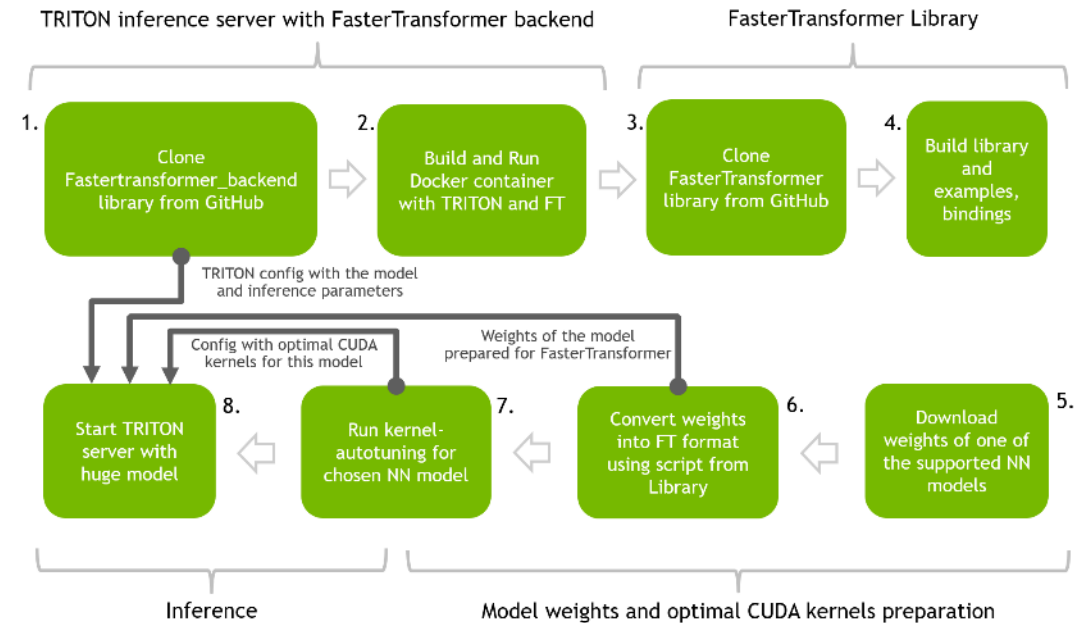 TRITON inference server with FasterTransformer backend
FasterTransformer Library
1.
Clone
Fastertransformer_backend
library from GitHub
2.
Build and Run
Docker container
with TRITON and FT
3.
Clone
FasterTransformer
library from GitHub
4.
Build library
and
examples,
bindings
TRITON config with the model
and inference parameters
Config with optimal CUDA
kernels for this model
Weights of the model
prepared for FasterTransformer
5.
Download
weights of one of
the supported NN
models
6.
Convert weights
into FT format
using script from
Library
7.
Run kernel-
autotuning for
chosen NN model
8.
Start TRITON
server with
huge model
Inference
Model weights and optimal CUDA kernels preparation